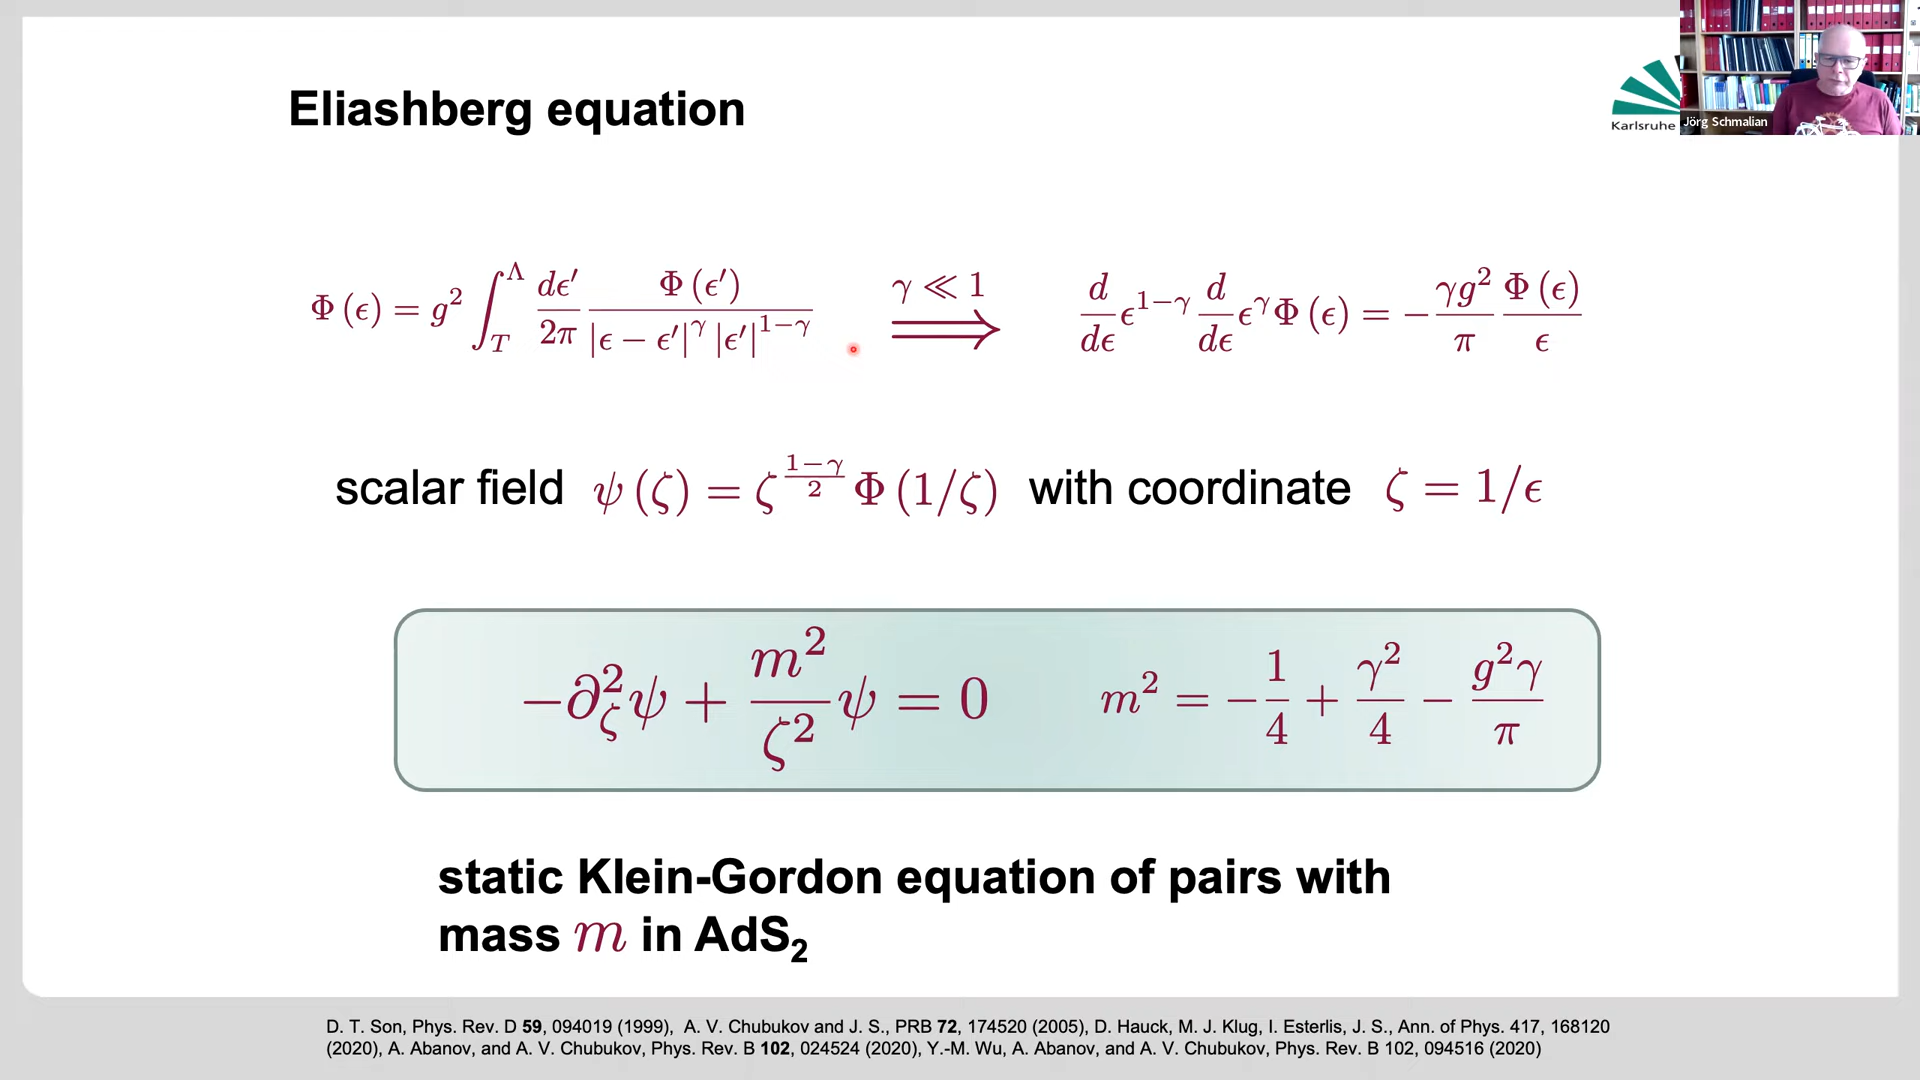 Eliashberg equation
Karlsruhe
Jörg Schmalian
Φ(ϵ) = g² ∫_T^Λ dϵ′/2π Φ(ϵ′)/(|ϵ − ϵ′|^γ |ϵ′|^{1−γ}) γ ≪ 1 ⟹ d/dϵ ϵ^{1−γ} d/dϵ ϵ^γ Φ(ϵ) = − γg²/π Φ(ϵ)/ϵ
scalar field ψ(ζ) = ζ^{(1−γ)/2} Φ(1/ζ) with coordinate ζ = 1/ϵ
−∂²_ζ ψ + m²/ζ² ψ = 0 m² = −1/4 + γ²/4 − g²γ/π
static Klein-Gordon equation of pairs with
mass m in AdS₂
D. T. Son, Phys. Rev. D 59, 094019 (1999), A. V. Chubukov and J. S., PRB 72, 174520 (2005), D. Hauck, M. J. Klug, I. Esterlis, J. S., Ann. of Phys. 417, 168120
(2020), A. Abanov, and A. V. Chubukov, Phys. Rev. B 102, 024524 (2020), Y.-M. Wu, A. Abanov, and A. V. Chubukov, Phys. Rev. B 102, 094516 (2020)